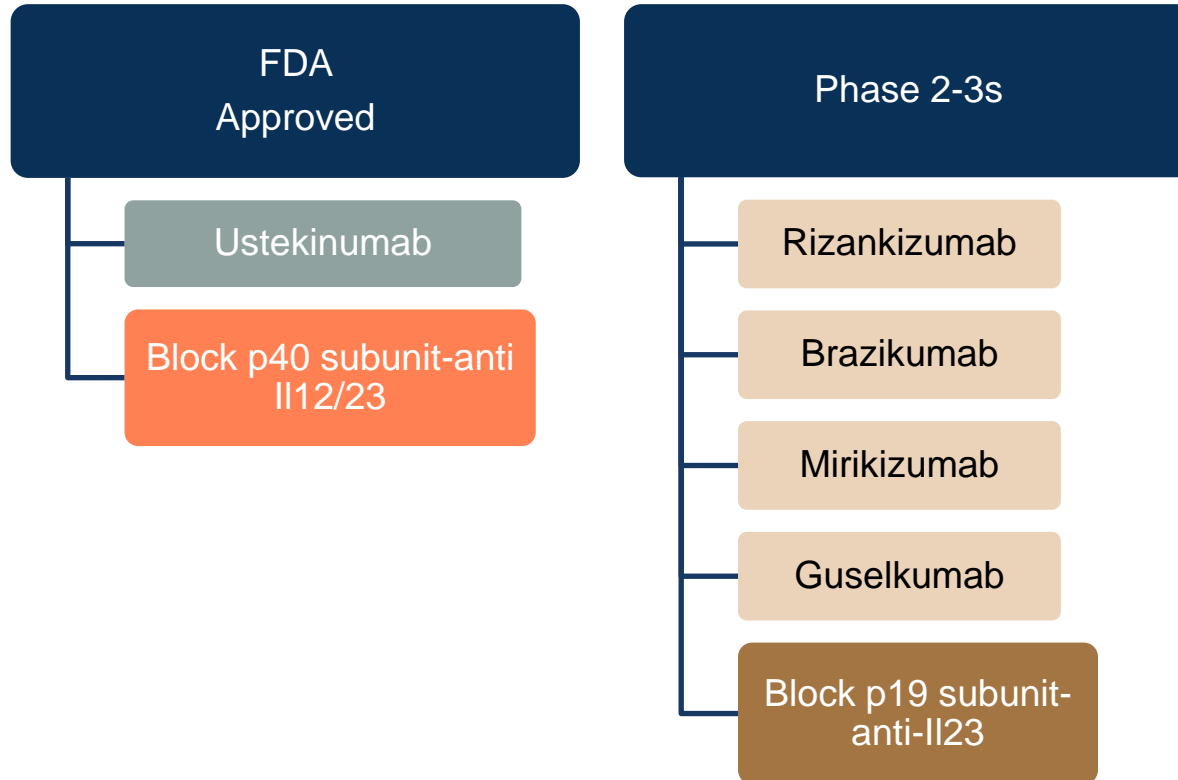 FDA
Approved
Ustekinumab
Block p40 subunit-anti
Il12/23
Phase 2-3s
Rizankizumab
Brazikumab
Mirikizumab
Guselkumab
Block p19 subunit-
anti-Il23